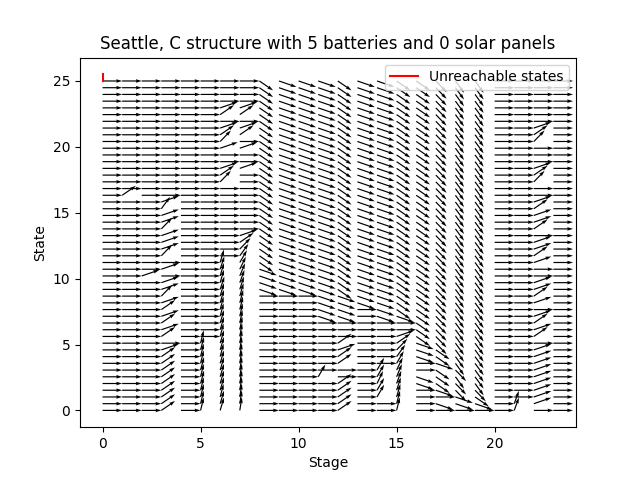 Seattle, C structure with 5 batteries and 0 solar panels
Unreachable states
25
20
15
10
5
0
State
0 5 10 15 20
Stage